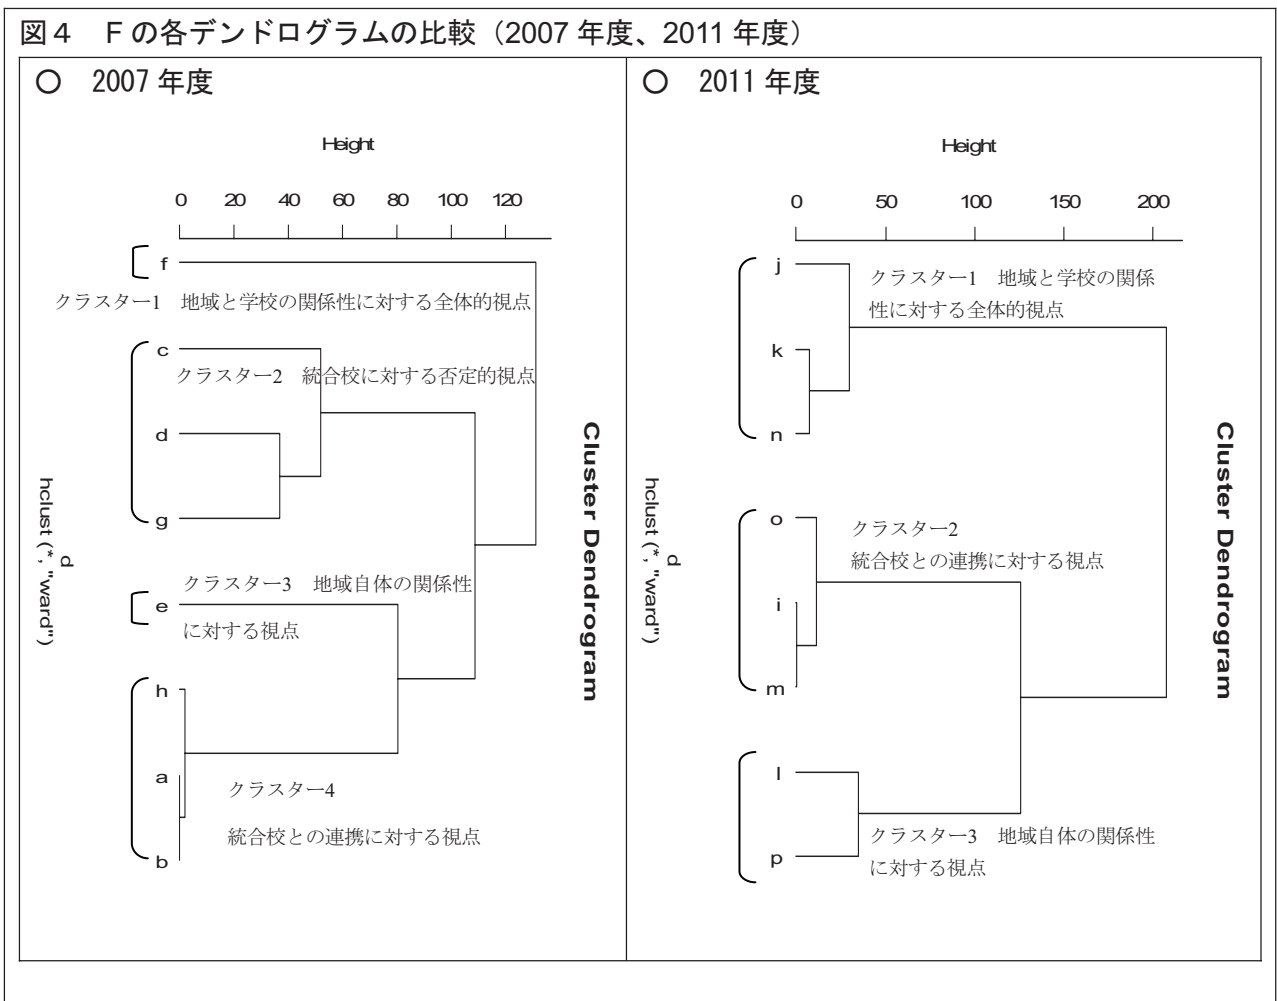 図４　Ｆの各デンドログラムの比較（2007 年度、2011 年度）
○　2007 年度
Height
0 20 40 60 80 100 120
f
クラスター1　地域と学校の関係性に対する全体的視点
c
クラスター2　統合校に対する否定的視点
d
g
クラスター3　地域自体の関係性
e
に対する視点
h
a
クラスター4
統合校との連携に対する視点
b
d
hclust (*, "ward")
Cluster Dendrogram
○　2011 年度
Height
0 50 100 150 200
j
クラスター1　地域と学校の関係
性に対する全体的視点
k
n
o
クラスター2
統合校との連携に対する視点
i
m
l
クラスター3　地域自体の関係性
p
に対する視点
d
hclust (*, "ward")
Cluster Dendrogram